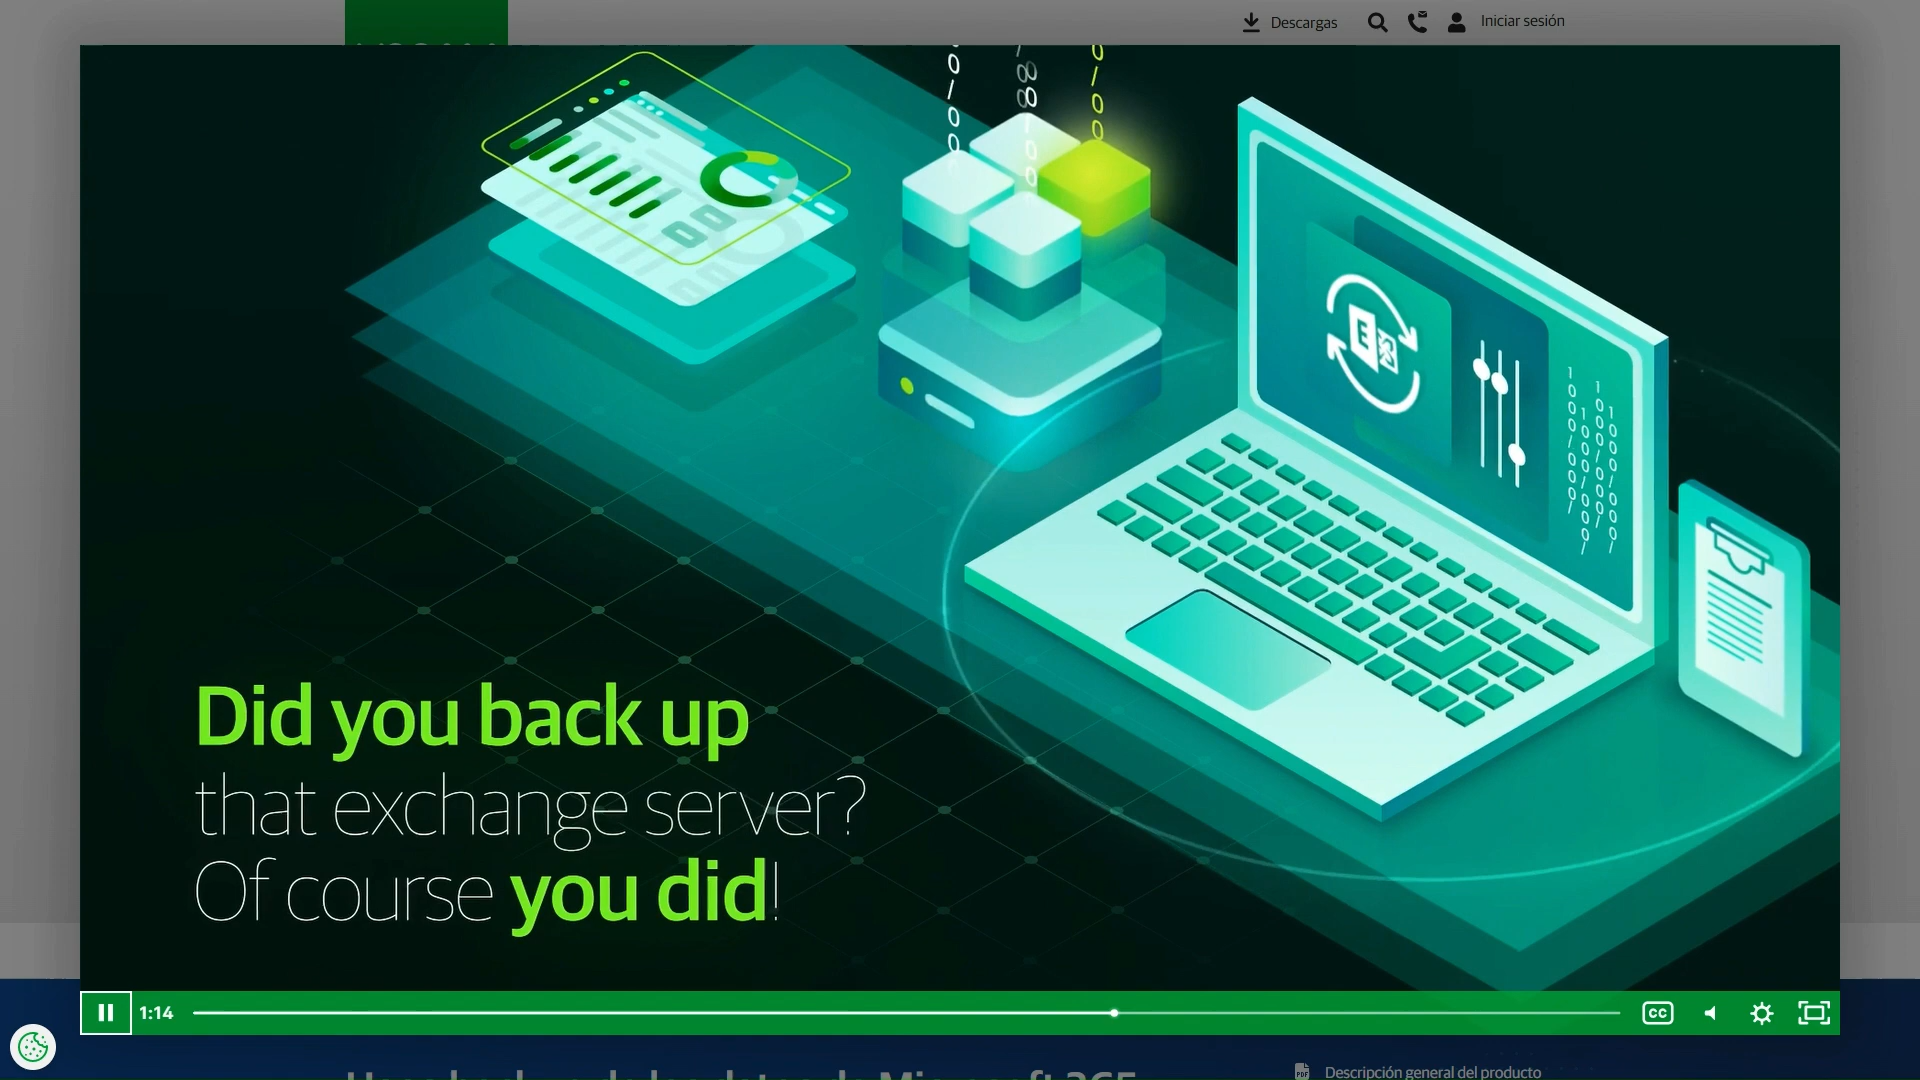 Descargas
Iniciar sesión
Did you back up
that exchange server?
Of course you did!
1:14
CC
Descripción general del producto